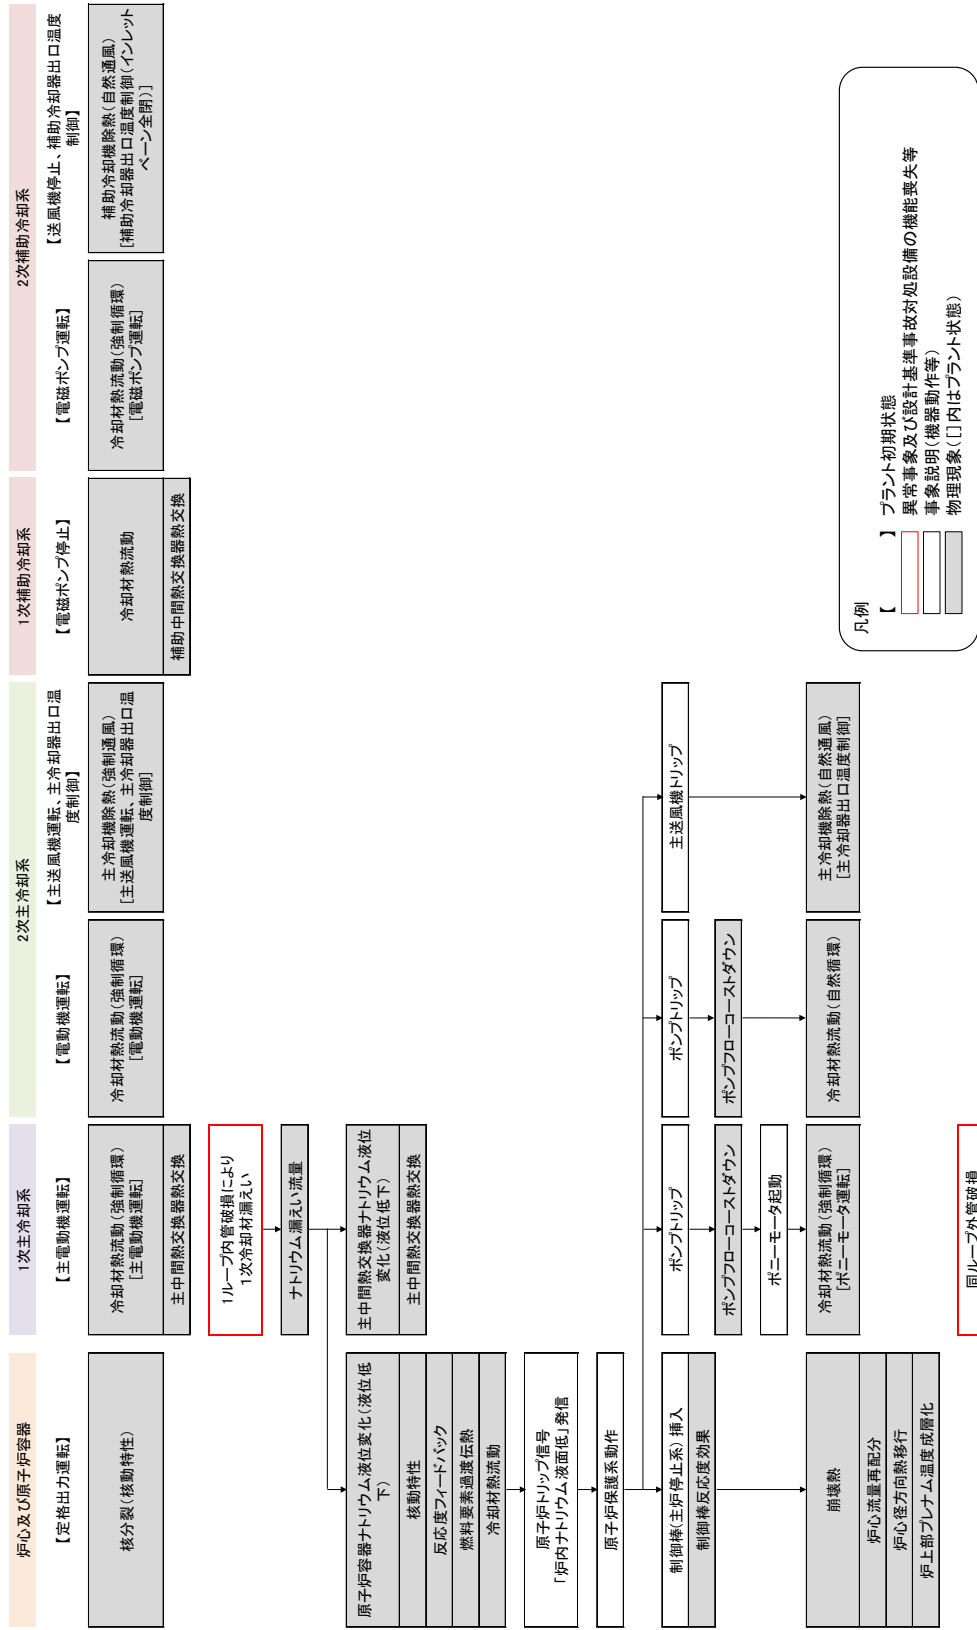 炉心及び原子炉容器
1次主冷却系
2次主冷却系
1次補助冷却系
2次補助冷却系
【定格出力運転】
【主電動機運転】
【電動機運転】
【主送風機運転、主冷却器出口温
度制御】
【電磁ポンプ停止】
【電磁ポンプ運転】
【送風機停止、補助冷却器出口温度
制御】
核分裂(核動特性)
冷却材熱流動(強制循環)
[主電動機運転]
主中間熱交換器熱交換
冷却材熱流動(強制循環)
[電動機運転]
主冷却機除熱(強制通風)
[主送風機運転、主冷却器出口温
度制御]
冷却材熱流動
補助中間熱交換器熱交換
冷却材熱流動(強制循環)
[電磁ポンプ運転]
補助冷却機除熱(自然通風)
[補助冷却器出口温度制御(インレット
ベーン全閉)]
1ループ内管破損により
1次冷却材漏えい
ナトリウム漏えい流量
原子炉容器ナトリウム液位変化(液位低
下)
核動特性
反応度フィードバック
燃料要素過渡伝熱
冷却材熱流動
主中間熱交換器ナトリウム液位
変化(液位低下)
主中間熱交換器熱交換
原子炉トリップ信号
「炉内ナトリウム液面低」発信
原子炉保護系動作
制御棒(主炉停止系)挿入
制御棒反応度効果
ポンプトリップ
ポンプトリップ
主送風機トリップ
ポンプフローコーストダウン
ポンプフローコーストダウン
ポニーモータ起動
崩壊熱
炉心流量再配分
炉心径方向熱移行
炉上部プレナム温度成層化
冷却材熱流動(強制循環)
[ポニーモータ運転]
冷却材熱流動(自然循環)
主冷却機除熱(自然通風)
[主冷却器出口温度制御]
同ループ外管破損
凡例
【 】 プラント初期状態
異常事象及び設計基準事故対処設備の機能喪失等
事象説明(機器動作等)
物理現象([]内はプラント状態)